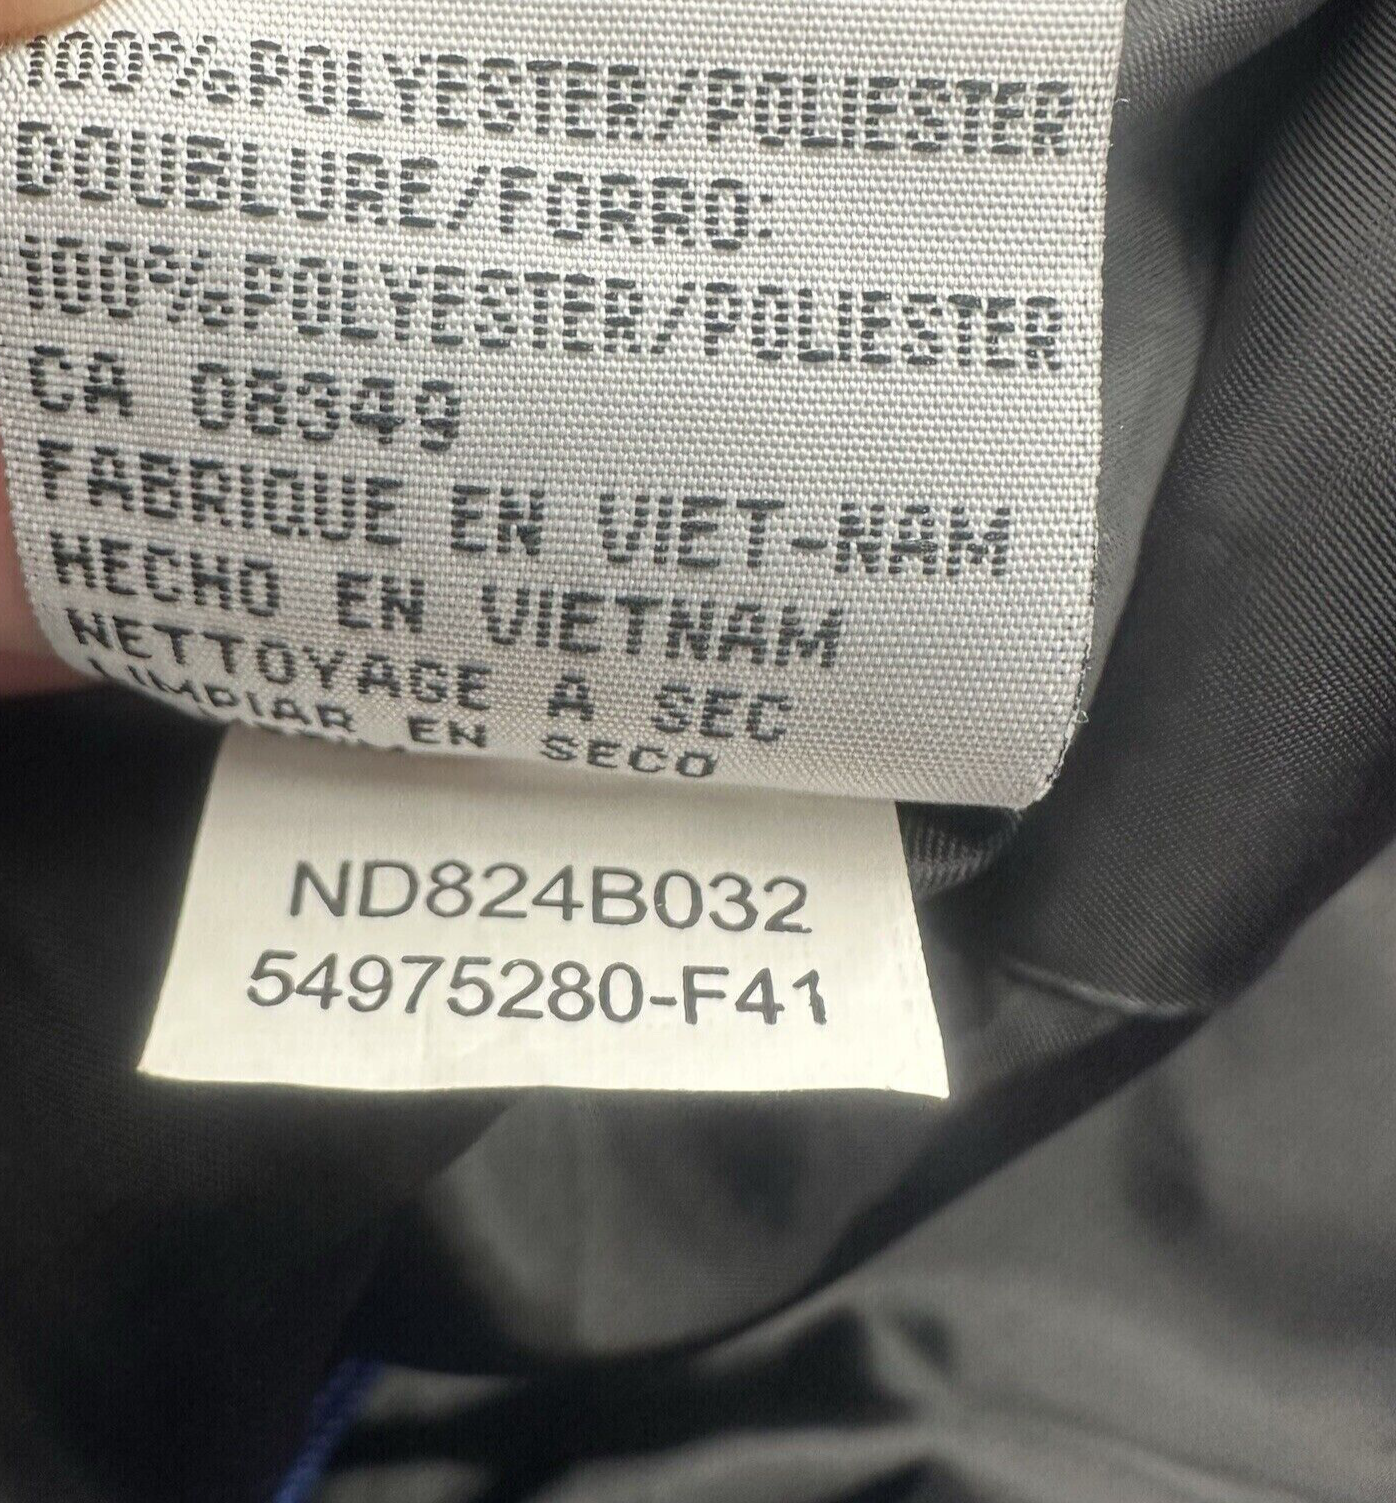 100%POLYESTER/POLIESTER
DOUBLURE/FORRO:
100%POLYESTER/POLIESTER
CA 08349
FABRIQUE EN VIET-NAM
HECHO EN VIETNAM
NETTOYAGE A SEC
LIMPIAR EN SECO
ND824B032
54975280-F41